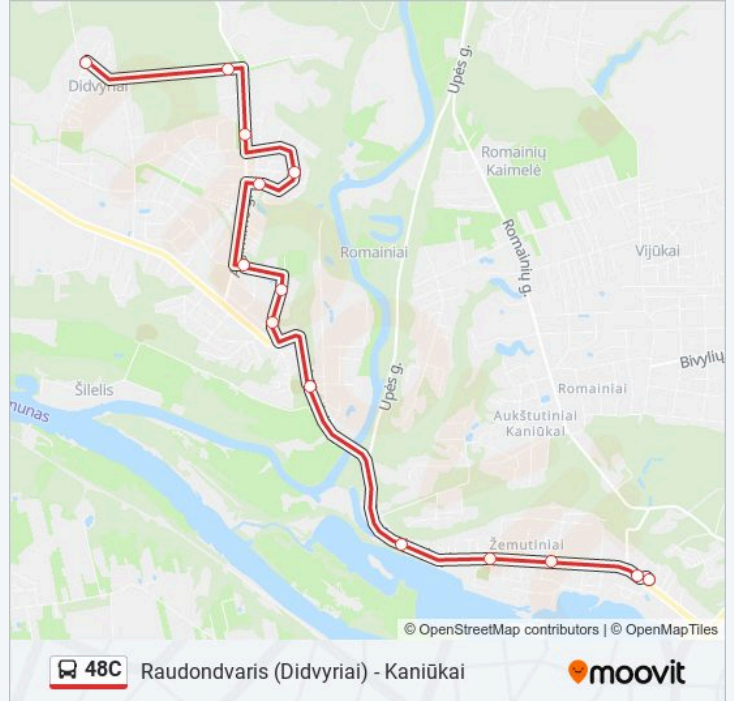 Upės g.
Didvyriai
Romainių
Kaimelė
Romainių g.
Romainiai
Vijūkai
Bivylių
Upės g.
Šilelis
Romainiai
Aukštutiniai
Kaniūkai
munas
Žemutiniai
© OpenStreetMap contributors | © OpenMapTiles
48C Raudondvaris (Didvyriai) - Kaniūkai
moovit